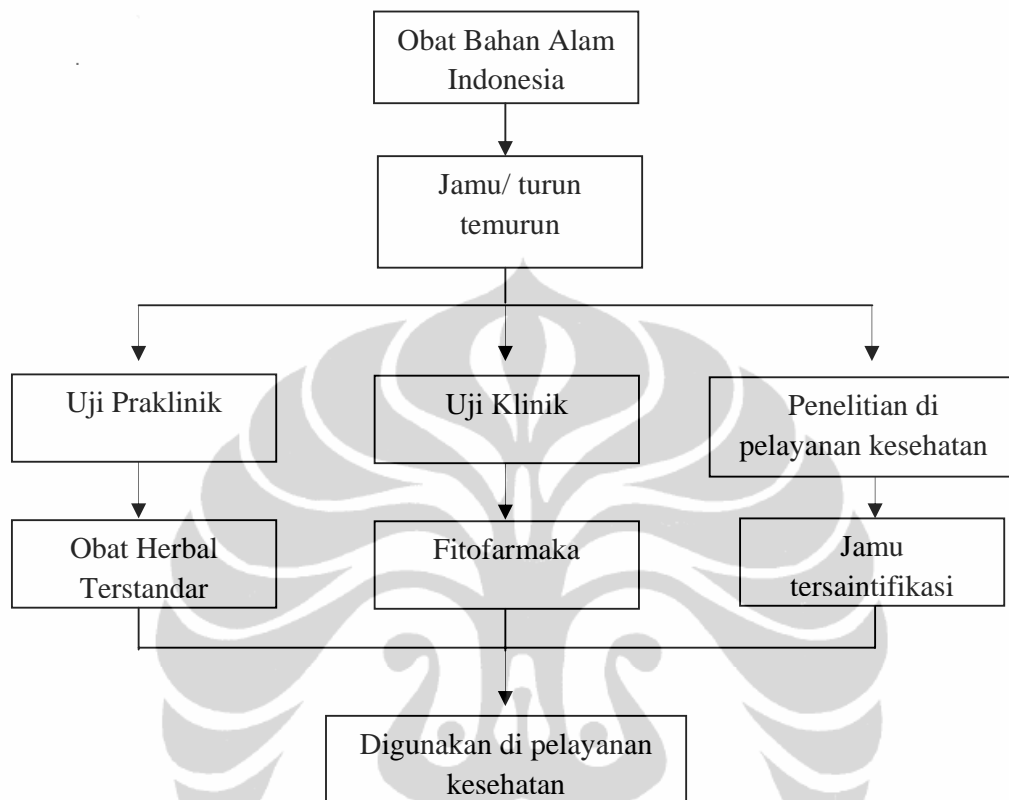 Obat Bahan Alam
Indonesia
Jamu/ turun
temurun
Uji Praklinik
Uji Klinik
Penelitian di
pelayanan kesehatan
Obat Herbal
Terstandar
Fitofarmaka
Jamu
tersaintifikasi
Digunakan di pelayanan
kesehatan